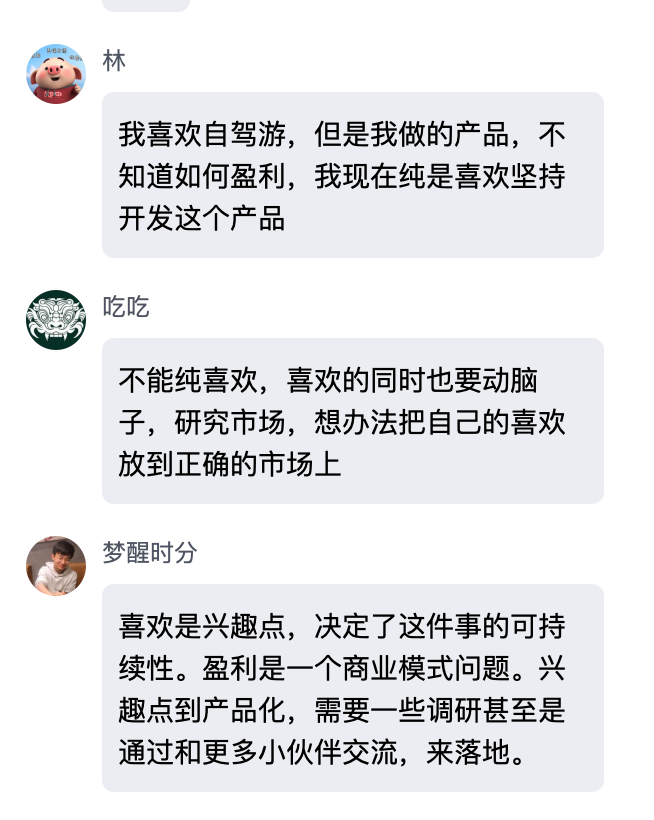 林
我喜欢自驾游，但是我做的产品，不
知道如何盈利，我现在纯是喜欢坚持
开发这个产品
吃吃
不能纯喜欢，喜欢的同时也要动脑
子，研究市场，想办法把自己的喜欢
放到正确的市场上
梦醒时分
喜欢是兴趣点，决定了这件事的可持
续性。盈利是一个商业模式问题。兴
趣点到产品化，需要一些调研甚至是
通过和更多小伙伴交流，来落地。